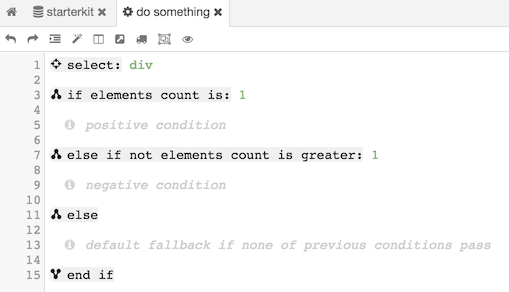 starterkit
do something
1 select: div
2
3 if elements count is: 1
4
5 positive condition
6
7 else if not elements count is greater: 1
8
9 negative condition
10
11 else
12
13 default fallback if none of previous conditions pass
14
15 end if